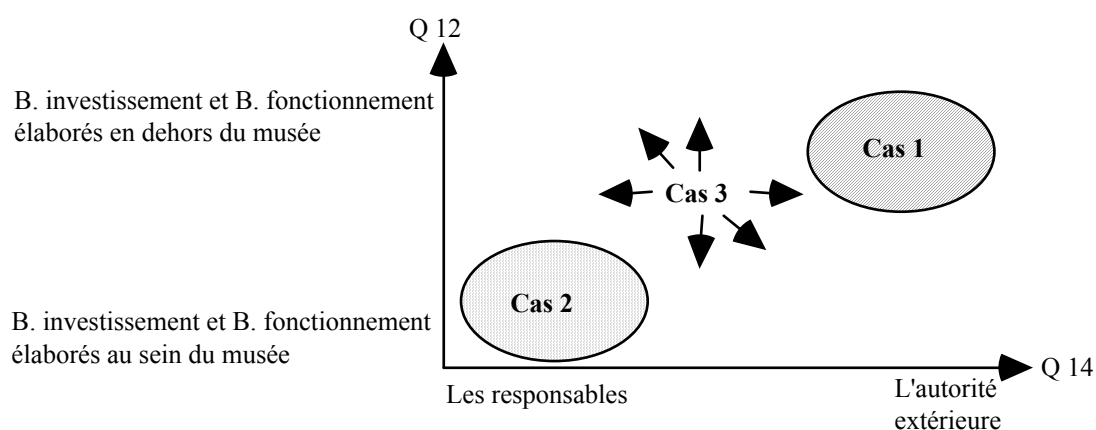 Q 12
B. investissement et B. fonctionnement
élaborés en dehors du musée
Cas 1
Cas 3
Cas 2
B. investissement et B. fonctionnement
élaborés au sein du musée
Q 14
Les responsables
L'autorité
extérieure